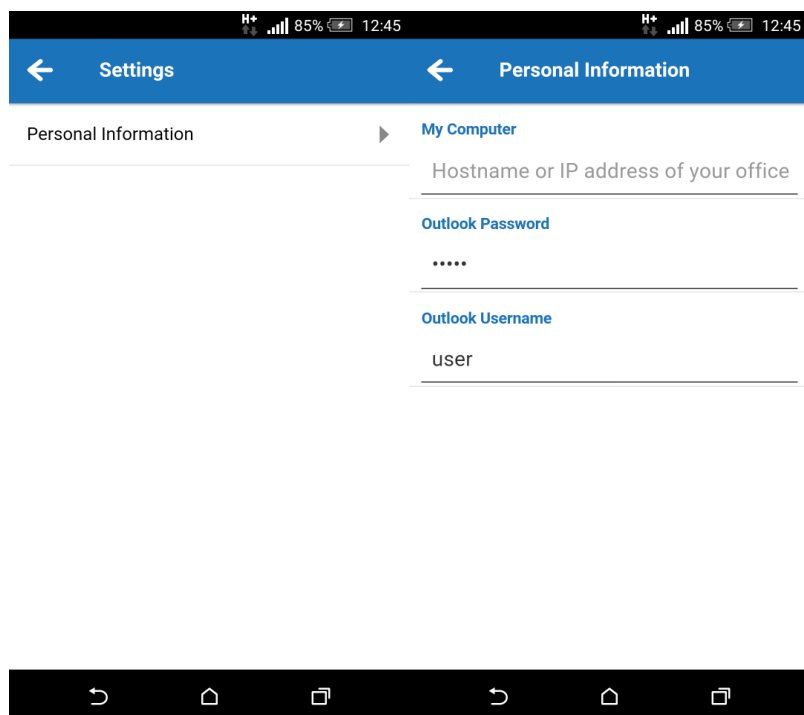 H+ 85% 12:45
Settings
Personal Information
H+ 85% 12:45
Personal Information
My Computer
Hostname or IP address of your office
Outlook Password
•••••
Outlook Username
user